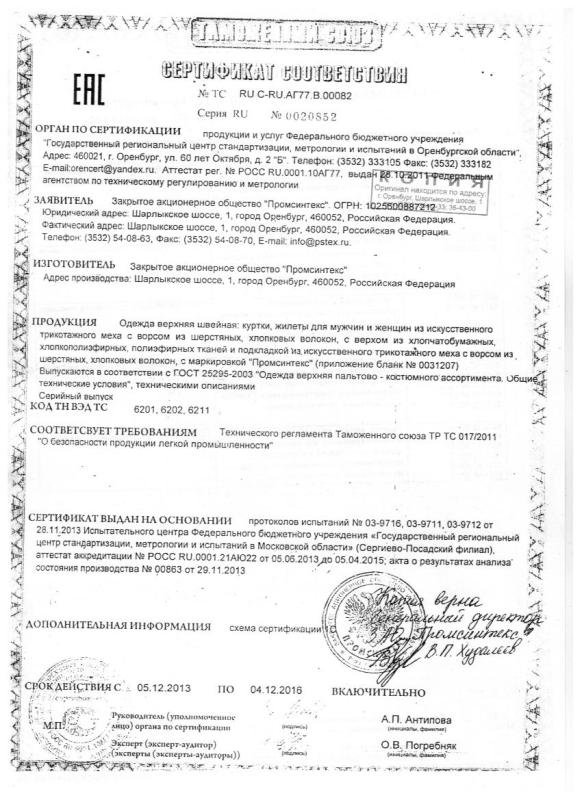 ТАМОЖЕННЫЙ СОЮЗ
СЕРТИФИКАТ СООТВЕТСТВИЯ
ЕАС
№ ТС RU C-RU.АГ77.В.00082
Серия RU № 0020852
ОРГАН ПО СЕРТИФИКАЦИИ продукции и услуг Федерального бюджетного учреждения
"Государственный региональный центр стандартизации, метрологии и испытаний в Оренбургской области",
Адрес: 460021, г. Оренбург, ул. 60 лет Октября, д. 2 "Б". Телефон: (3532) 333105 Факс: (3532) 333182
E-mail:orencert@yandex.ru. Аттестат рег. № РОСС RU.0001.10АГ77, выдан 28.10.2011 Федеральным
агентством по техническому регулированию и метрологии
КОПИЯ
Оригинал находится по адресу:
г. Оренбург, Шарлыкское шоссе, 1
ЗАЯВИТЕЛЬ Закрытое акционерное общество "Промсинтекс". ОГРН: 1025600887212
Юридический адрес: Шарлыкское шоссе, 1, город Оренбург, 460052, Российская Федерация.
Фактический адрес: Шарлыкское шоссе, 1, город Оренбург, 460052, Российская Федерация.
Телефон: (3532) 54-08-63, Факс: (3532) 54-08-70, E-mail: info@pstex.ru.
ИЗГОТОВИТЕЛЬ Закрытое акционерное общество "Промсинтекс"
Адрес производства: Шарлыкское шоссе, 1, город Оренбург, 460052, Российская Федерация
ПРОДУКЦИЯ Одежда верхняя швейная: куртки, жилеты для мужчин и женщин из искусственного
трикотажного меха с ворсом из шерстяных, хлопковых волокон, с верхом из хлопчатобумажных,
хлопкополиэфирных, полиэфирных тканей и подкладкой из искусственного трикотажного меха с ворсом из
шерстяных, хлопковых волокон, с маркировкой "Промсинтекс" (приложение бланк № 0031207)
Выпускаются в соответствии с ГОСТ 25295-2003 "Одежда верхняя пальтово - костюмного ассортимента. Общие
технические условия", техническими описаниями
Серийный выпуск
КОД ТН ВЭД ТС 6201, 6202, 6211
СООТВЕТСВУЕТ ТРЕБОВАНИЯМ Технического регламента Таможенного союза ТР ТС 017/2011
"О безопасности продукции легкой промышленности"
СЕРТИФИКАТ ВЫДАН НА ОСНОВАНИИ протоколов испытаний № 03-9716, 03-9711, 03-9712 от
28.11.2013 Испытательного центра Федерального бюджетного учреждения «Государственный региональный
центр стандартизации, метрологии и испытаний в Московской области» (Сергиево-Посадский филиал),
аттестат аккредитации № РОСС RU.0001.21АЮ22 от 05.06.2013 до 05.04.2015; акта о результатах анализа
состояния производства № 00863 от 29.11.2013
Копия верна
Генеральный директор
ЗАО "Промсинтекс"
В.П. Худалеев
ДОПОЛНИТЕЛЬНАЯ ИНФОРМАЦИЯ схема сертификации 1С
СРОК ДЕЙСТВИЯ С 05.12.2013 ПО 04.12.2016 ВКЛЮЧИТЕЛЬНО
М.П.
Руководитель (уполномоченное
лицо) органа по сертификации
(подпись)
А.П. Антипова
(инициалы, фамилия)
Эксперт (эксперт-аудитор)
(эксперты (эксперты-аудиторы))
(подпись)
О.В. Погребняк
(инициалы, фамилия)